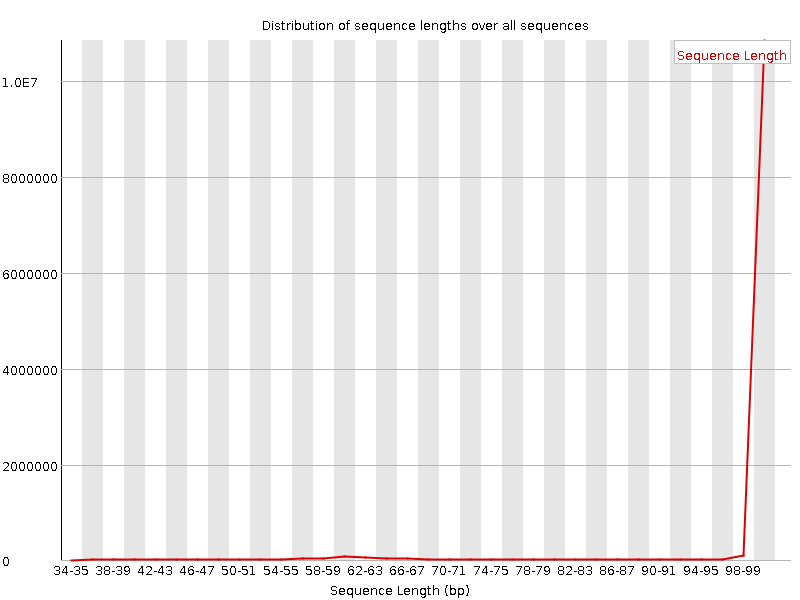 Distribution of sequence lengths over all sequences
Sequence Length
1.0E7
8000000
6000000
4000000
2000000
0
34-35 38-39 42-43 46-47 50-51 54-55 58-59 62-63 66-67 70-71 74-75 78-79 82-83 86-87 90-91 94-95 98-99
Sequence Length (bp)